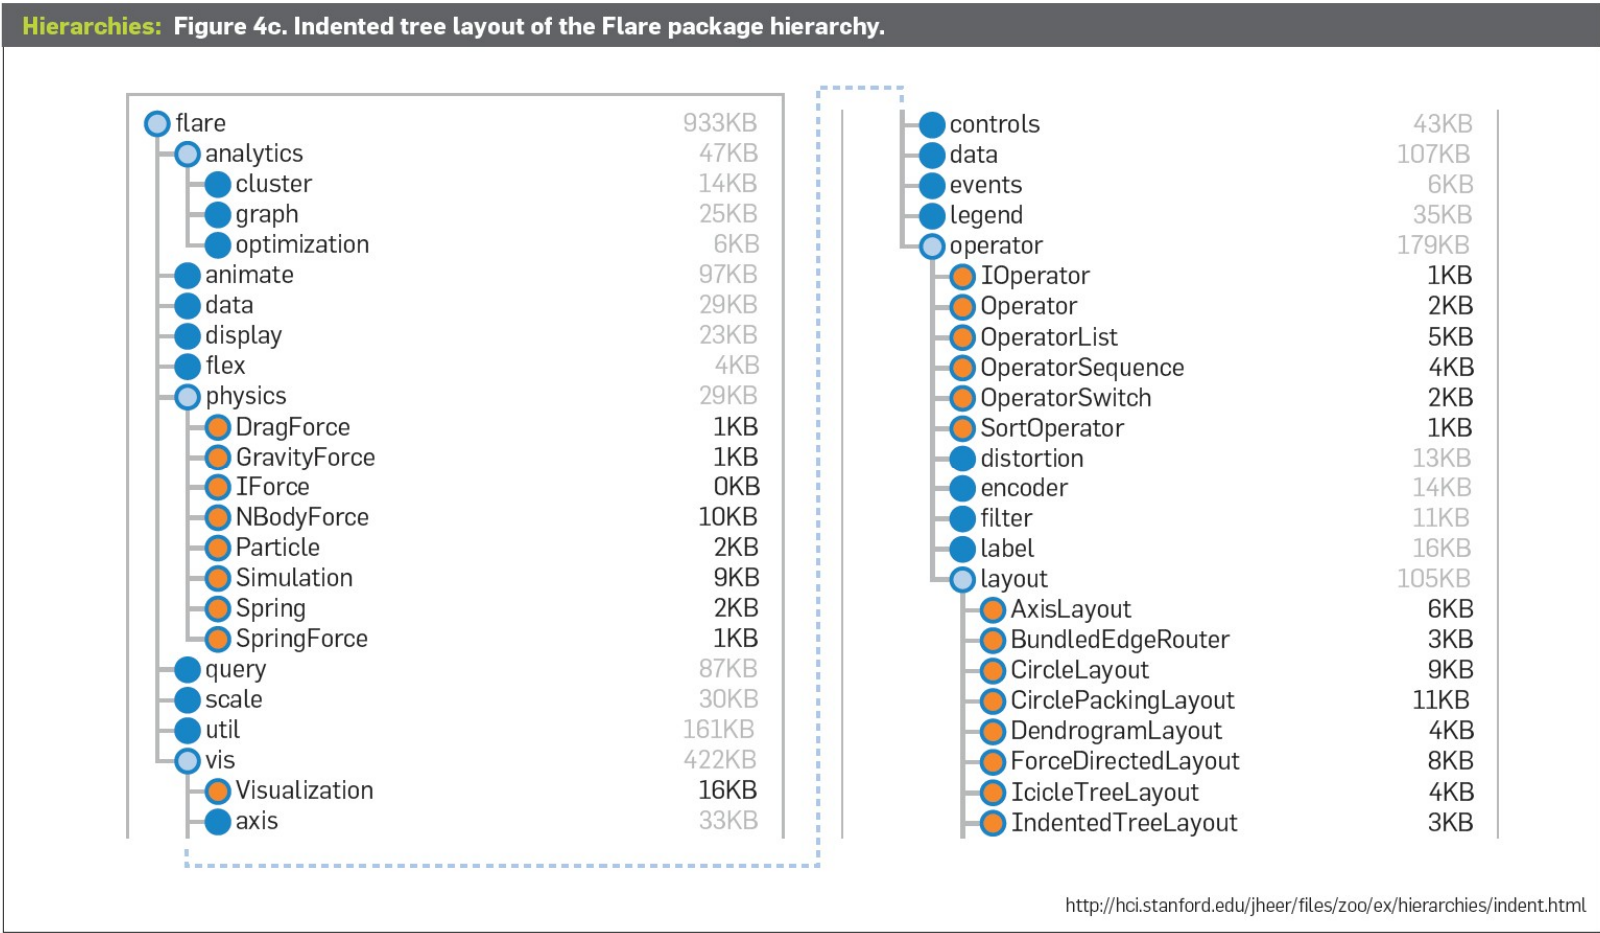 Hierarchies: Figure 4c. Indented tree layout of the Flare package hierarchy.
flare 933KB
analytics 47KB
cluster 14KB
graph 25KB
optimization 6KB
animate 97KB
data 29KB
display 23KB
flex 4KB
physics 29KB
DragForce 1KB
GravityForce 1KB
IForce 0KB
NBodyForce 10KB
Particle 2KB
Simulation 9KB
Spring 2KB
SpringForce 1KB
query 87KB
scale 30KB
util 161KB
vis 422KB
Visualization 16KB
axis 33KB
controls 43KB
data 107KB
events 6KB
legend 35KB
operator 179KB
IOperator 1KB
Operator 2KB
OperatorList 5KB
OperatorSequence 4KB
OperatorSwitch 2KB
SortOperator 1KB
distortion 13KB
encoder 14KB
filter 11KB
label 16KB
layout 105KB
AxisLayout 6KB
BundledEdgeRouter 3KB
CircleLayout 9KB
CirclePackingLayout 11KB
DendrogramLayout 4KB
ForceDirectedLayout 8KB
IcicleTreeLayout 4KB
IndentedTreeLayout 3KB
http://hci.stanford.edu/jheer/files/zoo/ex/hierarchies/indent.html